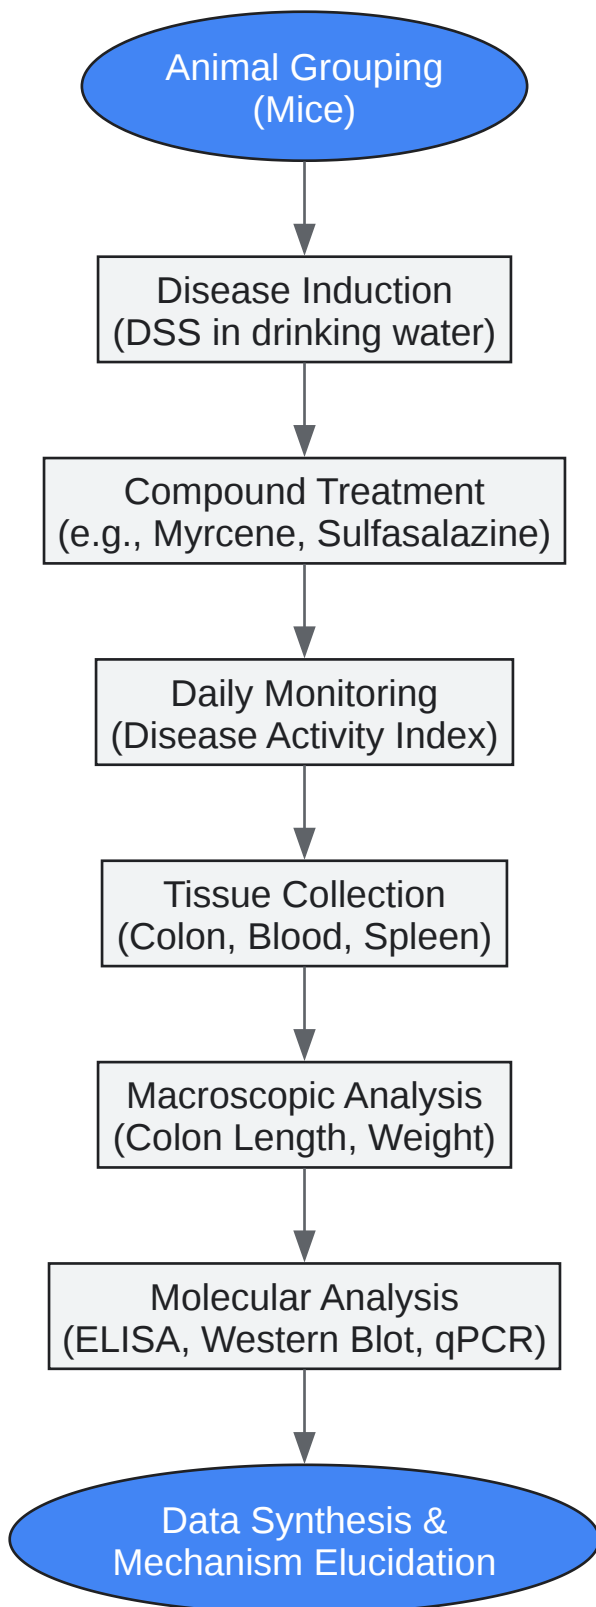 Animal Grouping
(Mice)
Disease Induction
(DSS in drinking water)
Compound Treatment
(e.g., Myrcene, Sulfasalazine)
Daily Monitoring
(Disease Activity Index)
Tissue Collection
(Colon, Blood, Spleen)
Macroscopic Analysis
(Colon Length, Weight)
Molecular Analysis
(ELISA, Western Blot, qPCR)
Data Synthesis &
Mechanism Elucidation